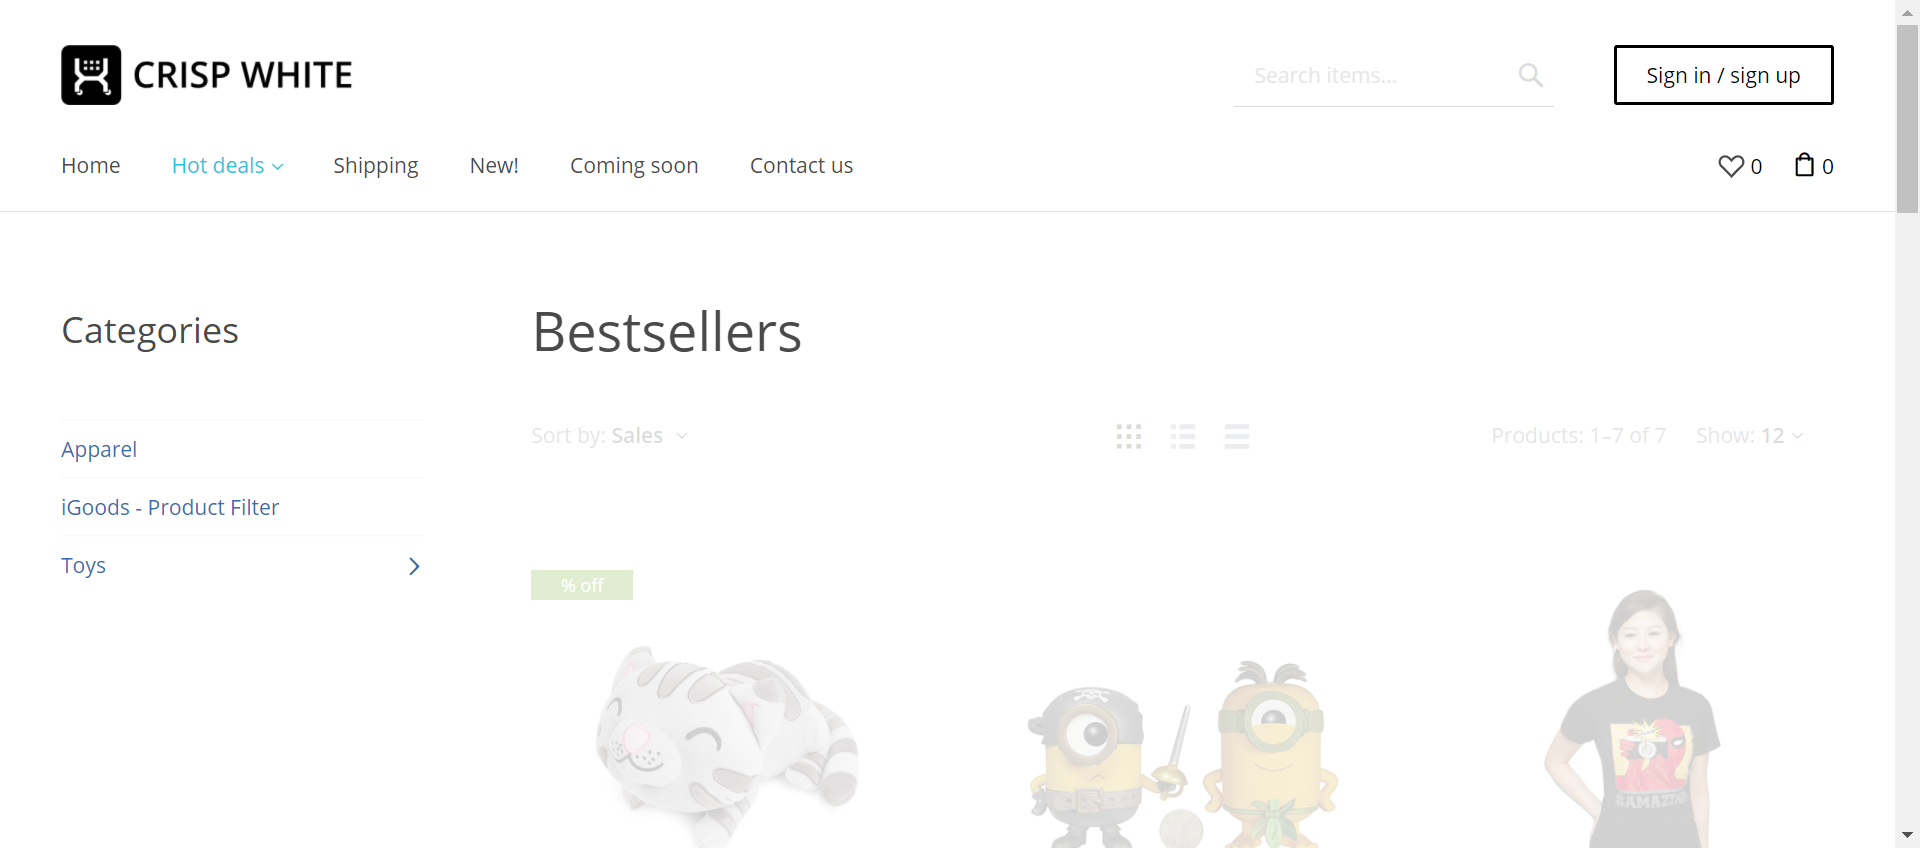 CRISP WHITE
Search items...
Sign in / sign up
Home
Hot deals
Shipping
New!
Coming soon
Contact us
0
0
Categories
Bestsellers
Sort by: Sales
Products: 1–7 of 7
Show: 12
Apparel
iGoods - Product Filter
Toys
% off